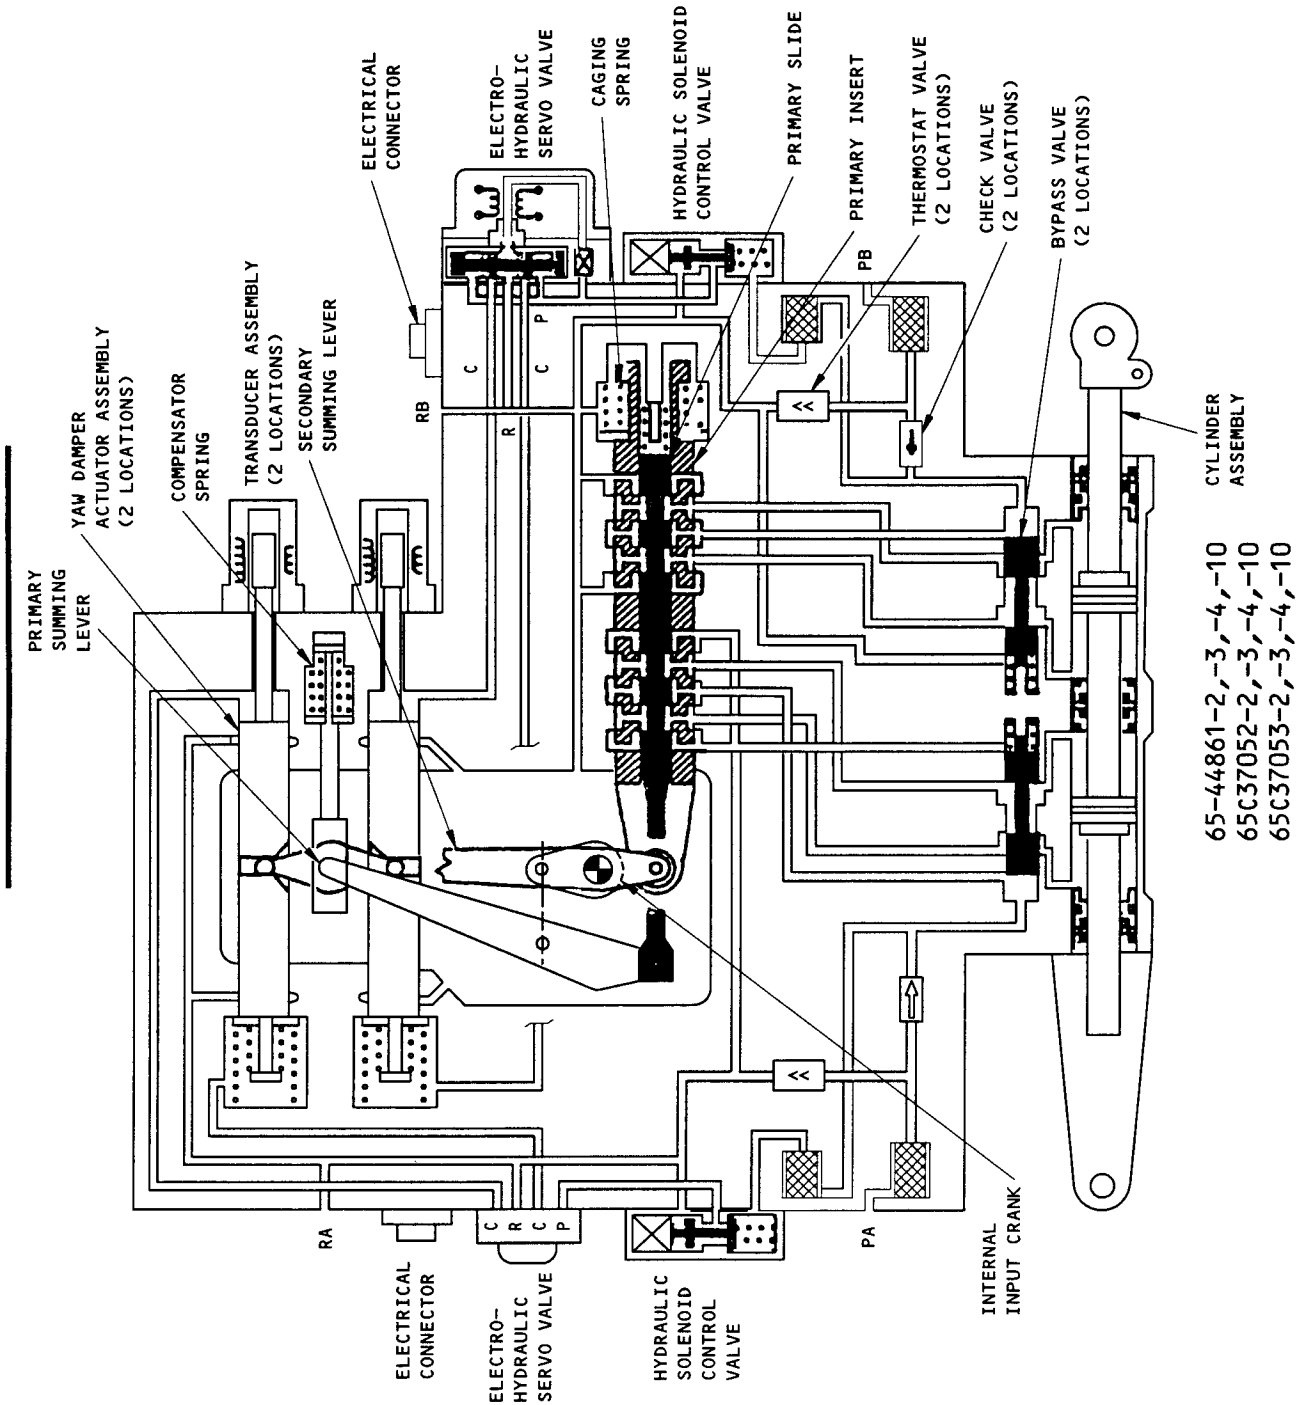 PRIMARY
SUMMING
LEVER
YAW DAMPER
ACTUATOR ASSEMBLY
(2 LOCATIONS)
COMPENSATOR
SPRING
TRANSDUCER ASSEMBLY
(2 LOCATIONS)
SECONDARY
SUMMING LEVER
ELECTRICAL
CONNECTOR
ELECTRO-
HYDRAULIC
SERVO VALVE
CAGING
SPRING
HYDRAULIC SOLENOID
CONTROL VALVE
PRIMARY SLIDE
PRIMARY INSERT
THERMOSTAT VALVE
(2 LOCATIONS)
CHECK VALVE
(2 LOCATIONS)
BYPASS VALVE
(2 LOCATIONS)
RB
C
R
C
P
PB
CYLINDER
ASSEMBLY
RA
C
R
C
P
PA
ELECTRICAL
CONNECTOR
ELECTRO-
HYDRAULIC
SERVO VALVE
HYDRAULIC
SOLENOID
CONTROL
VALVE
INTERNAL
INPUT CRANK
65-44861-2,-3,-4,-10
65C37052-2,-3,-4,-10
65C37053-2,-3,-4,-10